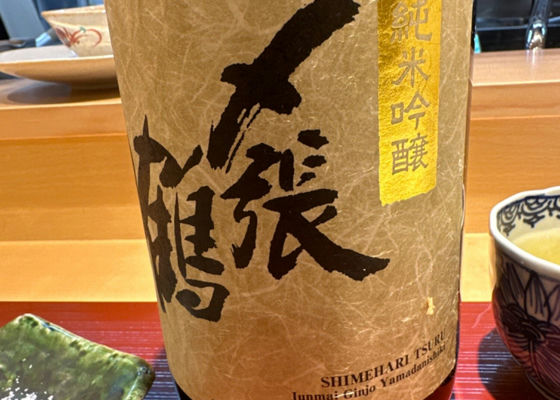 〆張
鶴
純米吟醸
SHIMEHARI TSURU
Junmai Ginjo Yamadanishiki